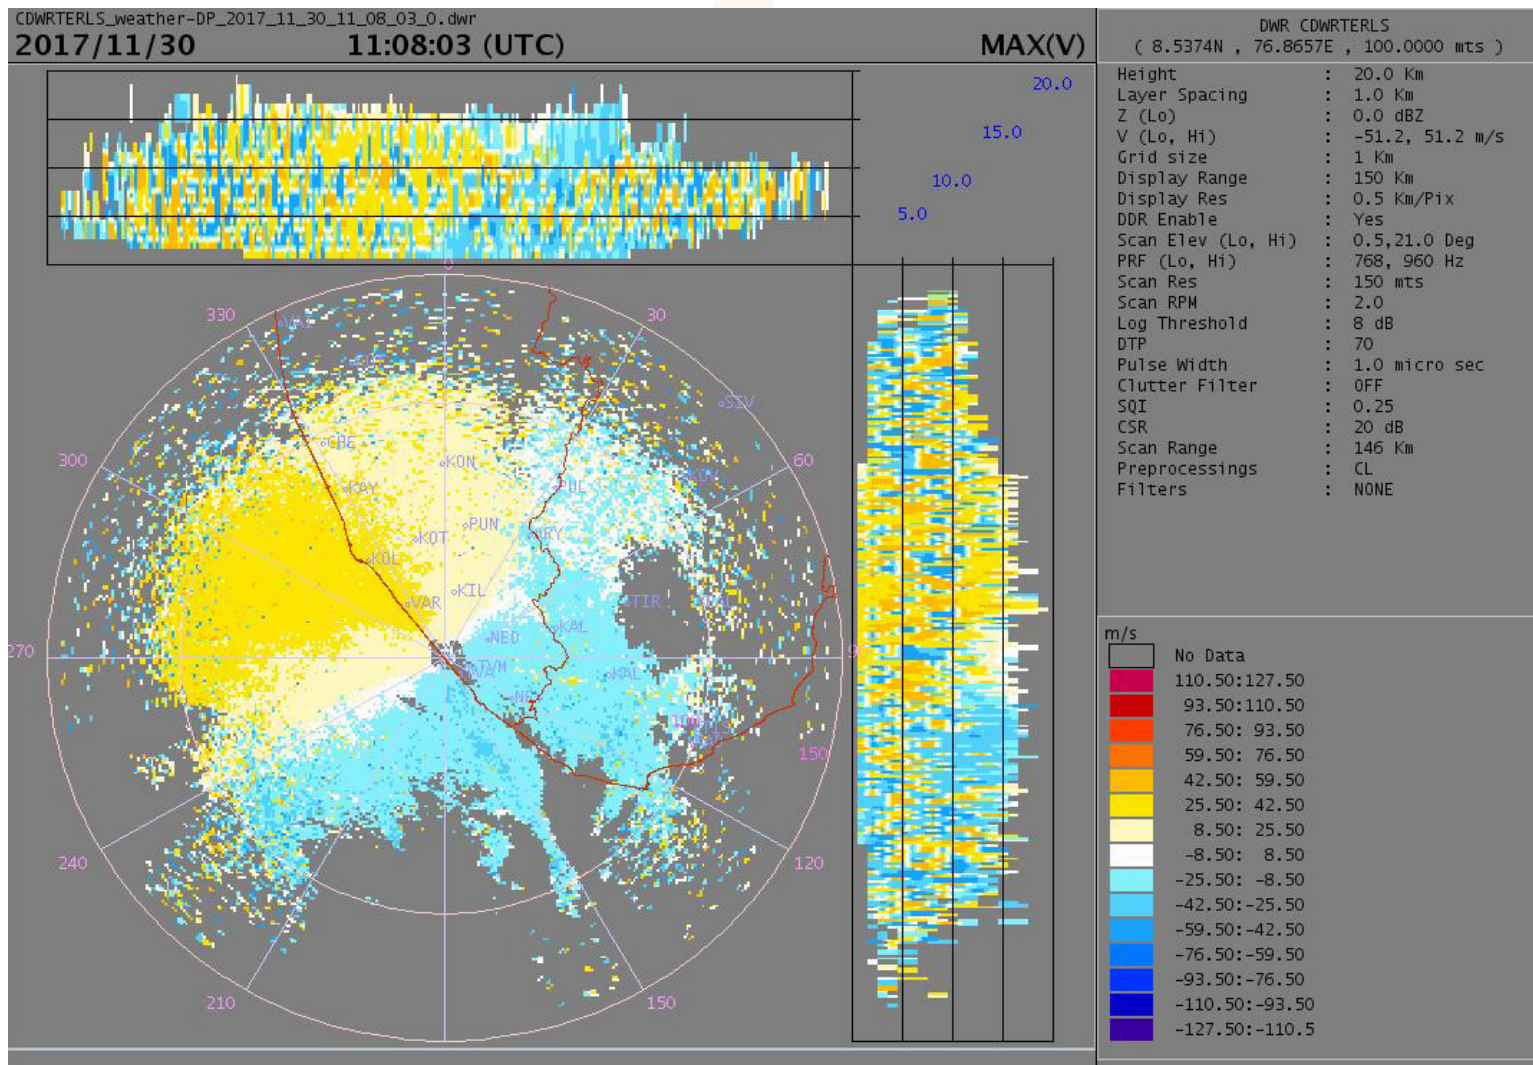 CDWRTERLS_weather-DP_2017_11_30_11_08_03_0.dwr
2017/11/30 11:08:03 (UTC) MAX(V)
20.0
15.0
10.0
5.0
0
330
30
VAI
SIV
CHE
300
KON
60
KAY
PUL
PUN
KOT
ARY
KOL
KIL
VAR
TIR
KAL
NED
270
TVM
KAL
100
150
240
120
210
150
DWR CDWRTERLS
( 8.5374N , 76.8657E , 100.0000 mts )
Height : 20.0 Km
Layer Spacing : 1.0 Km
Z (Lo) : 0.0 dBZ
V (Lo, Hi) : -51.2, 51.2 m/s
Grid size : 1 Km
Display Range : 150 Km
Display Res : 0.5 Km/Pix
DDR Enable : Yes
Scan Elev (Lo, Hi) : 0.5,21.0 Deg
PRF (Lo, Hi) : 768, 960 Hz
Scan Res : 150 mts
Scan RPM : 2.0
Log Threshold : 8 dB
DTP : 70
Pulse Width : 1.0 micro sec
Clutter Filter : OFF
SQI : 0.25
CSR : 20 dB
Scan Range : 146 Km
Preprocessings : CL
Filters : NONE
m/s
No Data
110.50:127.50
93.50:110.50
76.50: 93.50
59.50: 76.50
42.50: 59.50
25.50: 42.50
8.50: 25.50
-8.50: 8.50
-25.50: -8.50
-42.50:-25.50
-59.50:-42.50
-76.50:-59.50
-93.50:-76.50
-110.50:-93.50
-127.50:-110.5